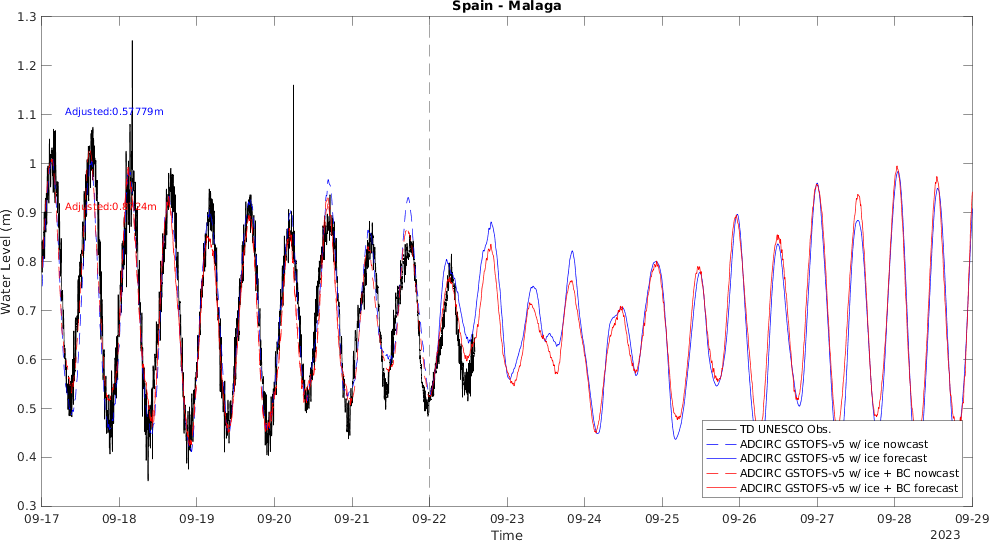 Spain - Malaga
1.3
1.2
1.1
1
0.9
0.8
0.7
0.6
0.5
0.4
0.3
Water Level (m)
Adjusted:0.57779m
TD UNESCO Obs.
ADCIRC GSTOFS-v5 w/ ice nowcast
ADCIRC GSTOFS-v5 w/ ice forecast
ADCIRC GSTOFS-v5 w/ ice + BC nowcast
ADCIRC GSTOFS-v5 w/ ice + BC forecast
09-17 09-18 09-19 09-20 09-21 09-22 09-23 09-24 09-25 09-26 09-27 09-28 09-29
Time
2023